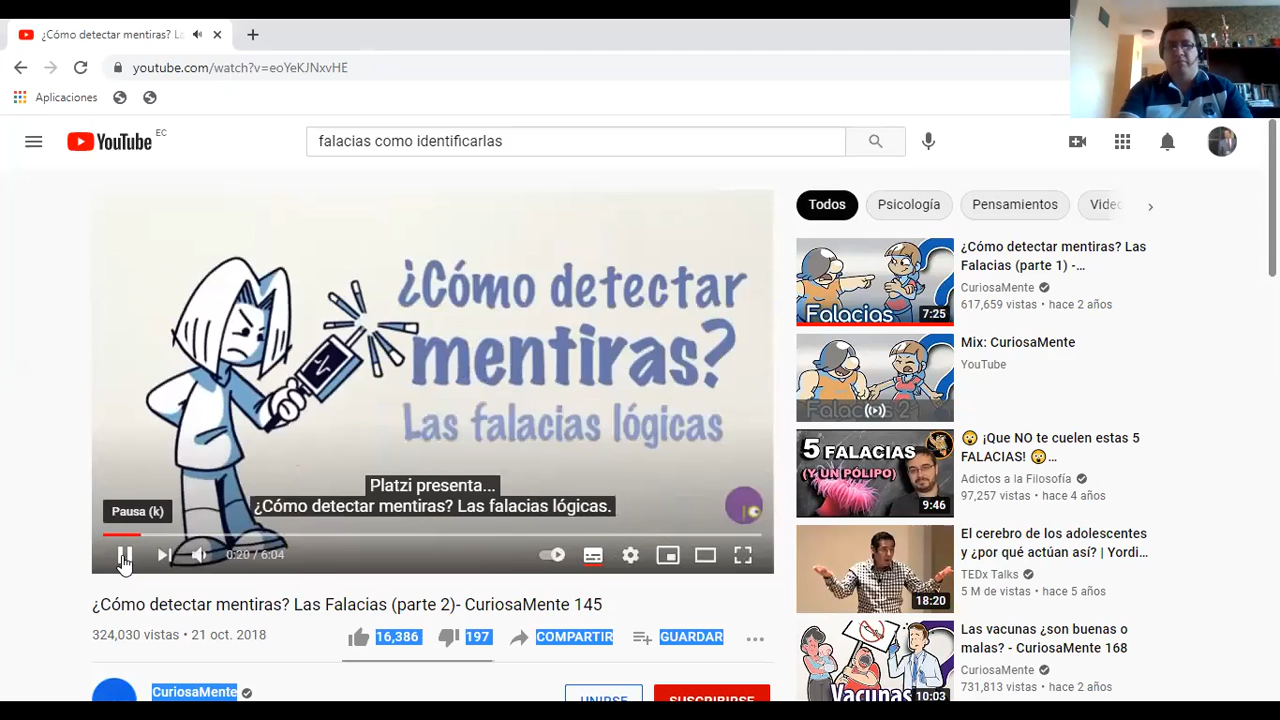 ¿Cómo detectar mentiras? La
youtube.com/watch?v=eoYeKJNxvHE
Aplicaciones
YouTube EC
falacias como identificarlas
¿Cómo detectar
mentiras?
Las falacias lógicas
Platzi presenta...
¿Cómo detectar mentiras? Las falacias lógicas.
Pausa (k)
0:20 / 6:04
¿Cómo detectar mentiras? Las Falacias (parte 2)- CuriosaMente 145
324,030 vistas • 21 oct. 2018
16,386
197
COMPARTIR
GUARDAR
CuriosaMente
UNIRSE
SUSCRIBIRSE
Todos
Psicología
Pensamientos
Video
Falacias
7:25
¿Cómo detectar mentiras? Las
Falacias (parte 1) -...
CuriosaMente
617,659 vistas • hace 2 años
Falacias 2
Mix: CuriosaMente
YouTube
5 FALACIAS
(Y UN PÓLIPO)
9:46
😲 ¡Que NO te cuelen estas 5
FALACIAS! 😲...
Adictos a la Filosofía
97,257 vistas • hace 4 años
18:20
El cerebro de los adolescentes
y ¿por qué actúan así? | Yordi...
TEDx Talks
5 M de vistas • hace 5 años
Vacunas
10:03
Las vacunas ¿son buenas o
malas? - CuriosaMente 168
CuriosaMente
731,813 vistas • hace 2 años